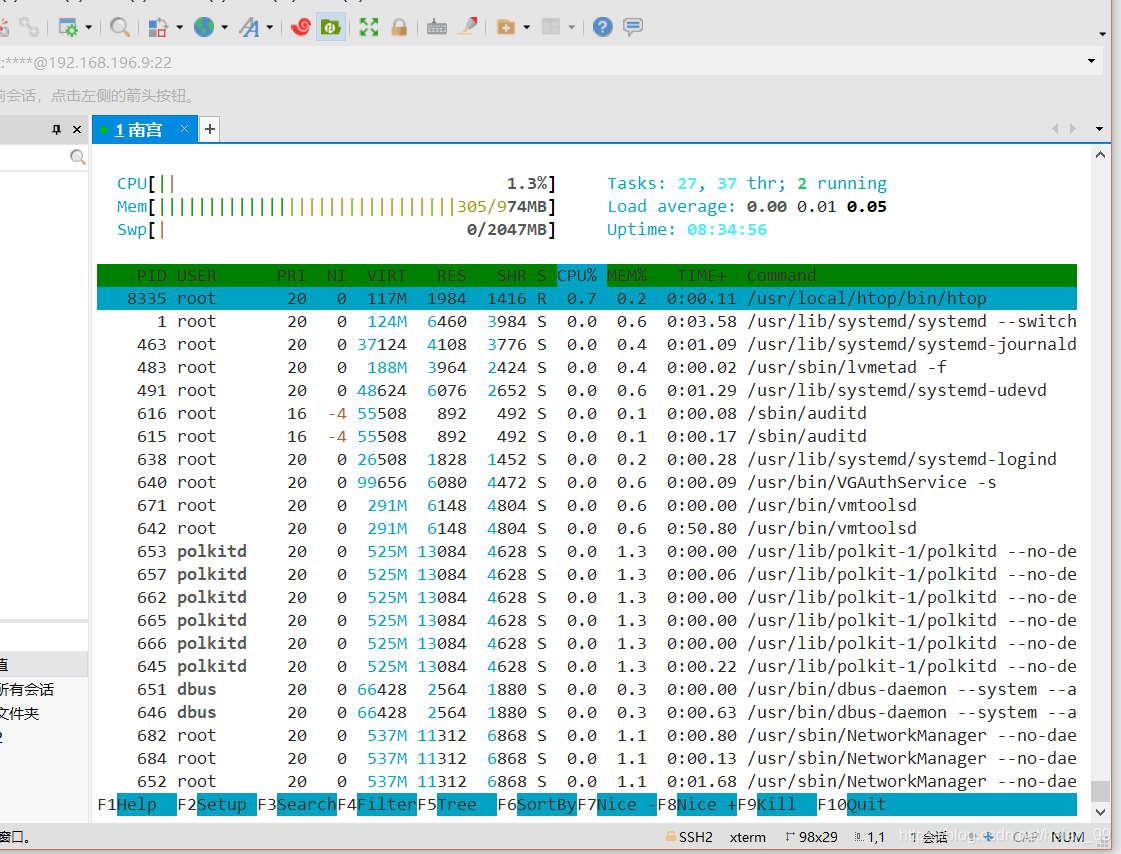 :****@192.168.196.9:22
前会话，点击左侧的箭头按钮。
1 南宫
CPU[|| 1.3%] Tasks: 27, 37 thr; 2 running
Mem[||||||||||||||||||||||||||||||305/974MB] Load average: 0.00 0.01 0.05
Swp[| 0/2047MB] Uptime: 08:34:56
PID USER PRI NI VIRT RES SHR S CPU% MEM% TIME+ Command
8335 root 20 0 117M 1984 1416 R 0.7 0.2 0:00.11 /usr/local/htop/bin/htop
1 root 20 0 124M 6460 3984 S 0.0 0.6 0:03.58 /usr/lib/systemd/systemd --switch
463 root 20 0 37124 4108 3776 S 0.0 0.4 0:01.09 /usr/lib/systemd/systemd-journald
483 root 20 0 188M 3964 2424 S 0.0 0.4 0:00.02 /usr/sbin/lvmetad -f
491 root 20 0 48624 6076 2652 S 0.0 0.6 0:01.29 /usr/lib/systemd/systemd-udevd
616 root 16 -4 55508 892 492 S 0.0 0.1 0:00.08 /sbin/auditd
615 root 16 -4 55508 892 492 S 0.0 0.1 0:00.17 /sbin/auditd
638 root 20 0 26508 1828 1452 S 0.0 0.2 0:00.28 /usr/lib/systemd/systemd-logind
640 root 20 0 99656 6080 4472 S 0.0 0.6 0:00.09 /usr/bin/VGAuthService -s
671 root 20 0 291M 6148 4804 S 0.0 0.6 0:00.00 /usr/bin/vmtoolsd
642 root 20 0 291M 6148 4804 S 0.0 0.6 0:50.80 /usr/bin/vmtoolsd
653 polkitd 20 0 525M 13084 4628 S 0.0 1.3 0:00.00 /usr/lib/polkit-1/polkitd --no-de
657 polkitd 20 0 525M 13084 4628 S 0.0 1.3 0:00.06 /usr/lib/polkit-1/polkitd --no-de
662 polkitd 20 0 525M 13084 4628 S 0.0 1.3 0:00.00 /usr/lib/polkit-1/polkitd --no-de
665 polkitd 20 0 525M 13084 4628 S 0.0 1.3 0:00.00 /usr/lib/polkit-1/polkitd --no-de
666 polkitd 20 0 525M 13084 4628 S 0.0 1.3 0:00.00 /usr/lib/polkit-1/polkitd --no-de
645 polkitd 20 0 525M 13084 4628 S 0.0 1.3 0:00.22 /usr/lib/polkit-1/polkitd --no-de
651 dbus 20 0 66428 2564 1880 S 0.0 0.3 0:00.00 /usr/bin/dbus-daemon --system --a
646 dbus 20 0 66428 2564 1880 S 0.0 0.3 0:00.63 /usr/bin/dbus-daemon --system --a
682 root 20 0 537M 11312 6868 S 0.0 1.1 0:00.80 /usr/sbin/NetworkManager --no-dae
684 root 20 0 537M 11312 6868 S 0.0 1.1 0:00.13 /usr/sbin/NetworkManager --no-dae
652 root 20 0 537M 11312 6868 S 0.0 1.1 0:01.68 /usr/sbin/NetworkManager --no-dae
F1Help F2Setup F3SearchF4FilterF5Tree F6SortByF7Nice -F8Nice +F9Kill F10Quit
值
所有会话
文件夹
2
窗口。
SSH2 xterm 98x29 1,1 1 会话 CAP NUM